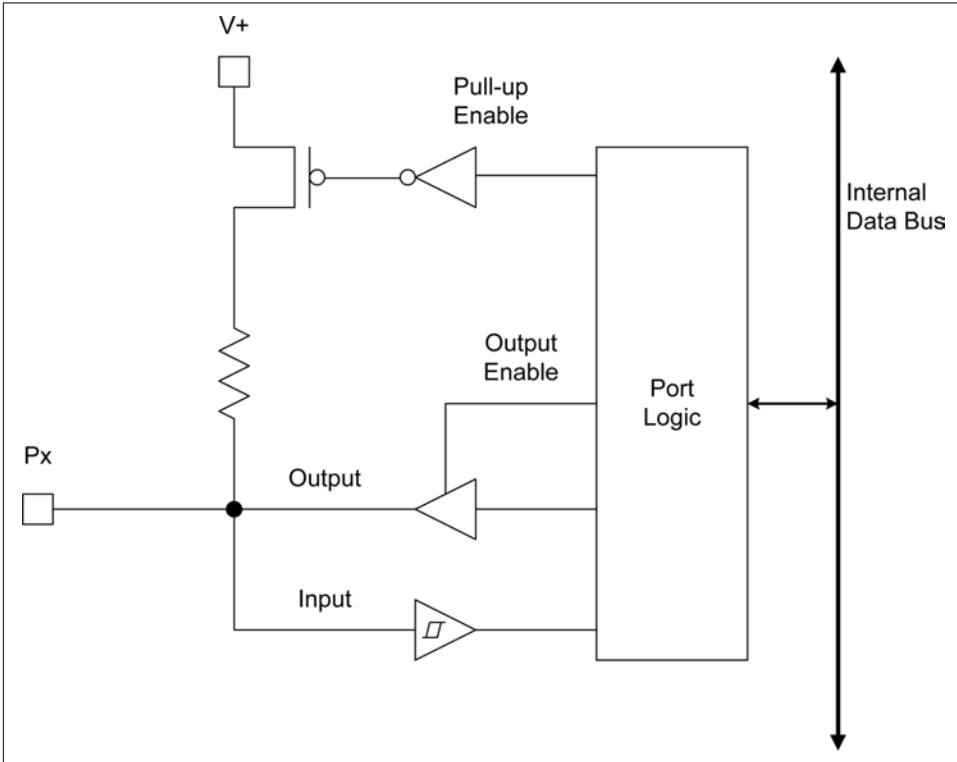 V+
Pull-up
Enable
Internal
Data Bus
Output
Enable
Port
Logic
Px
Output
Input